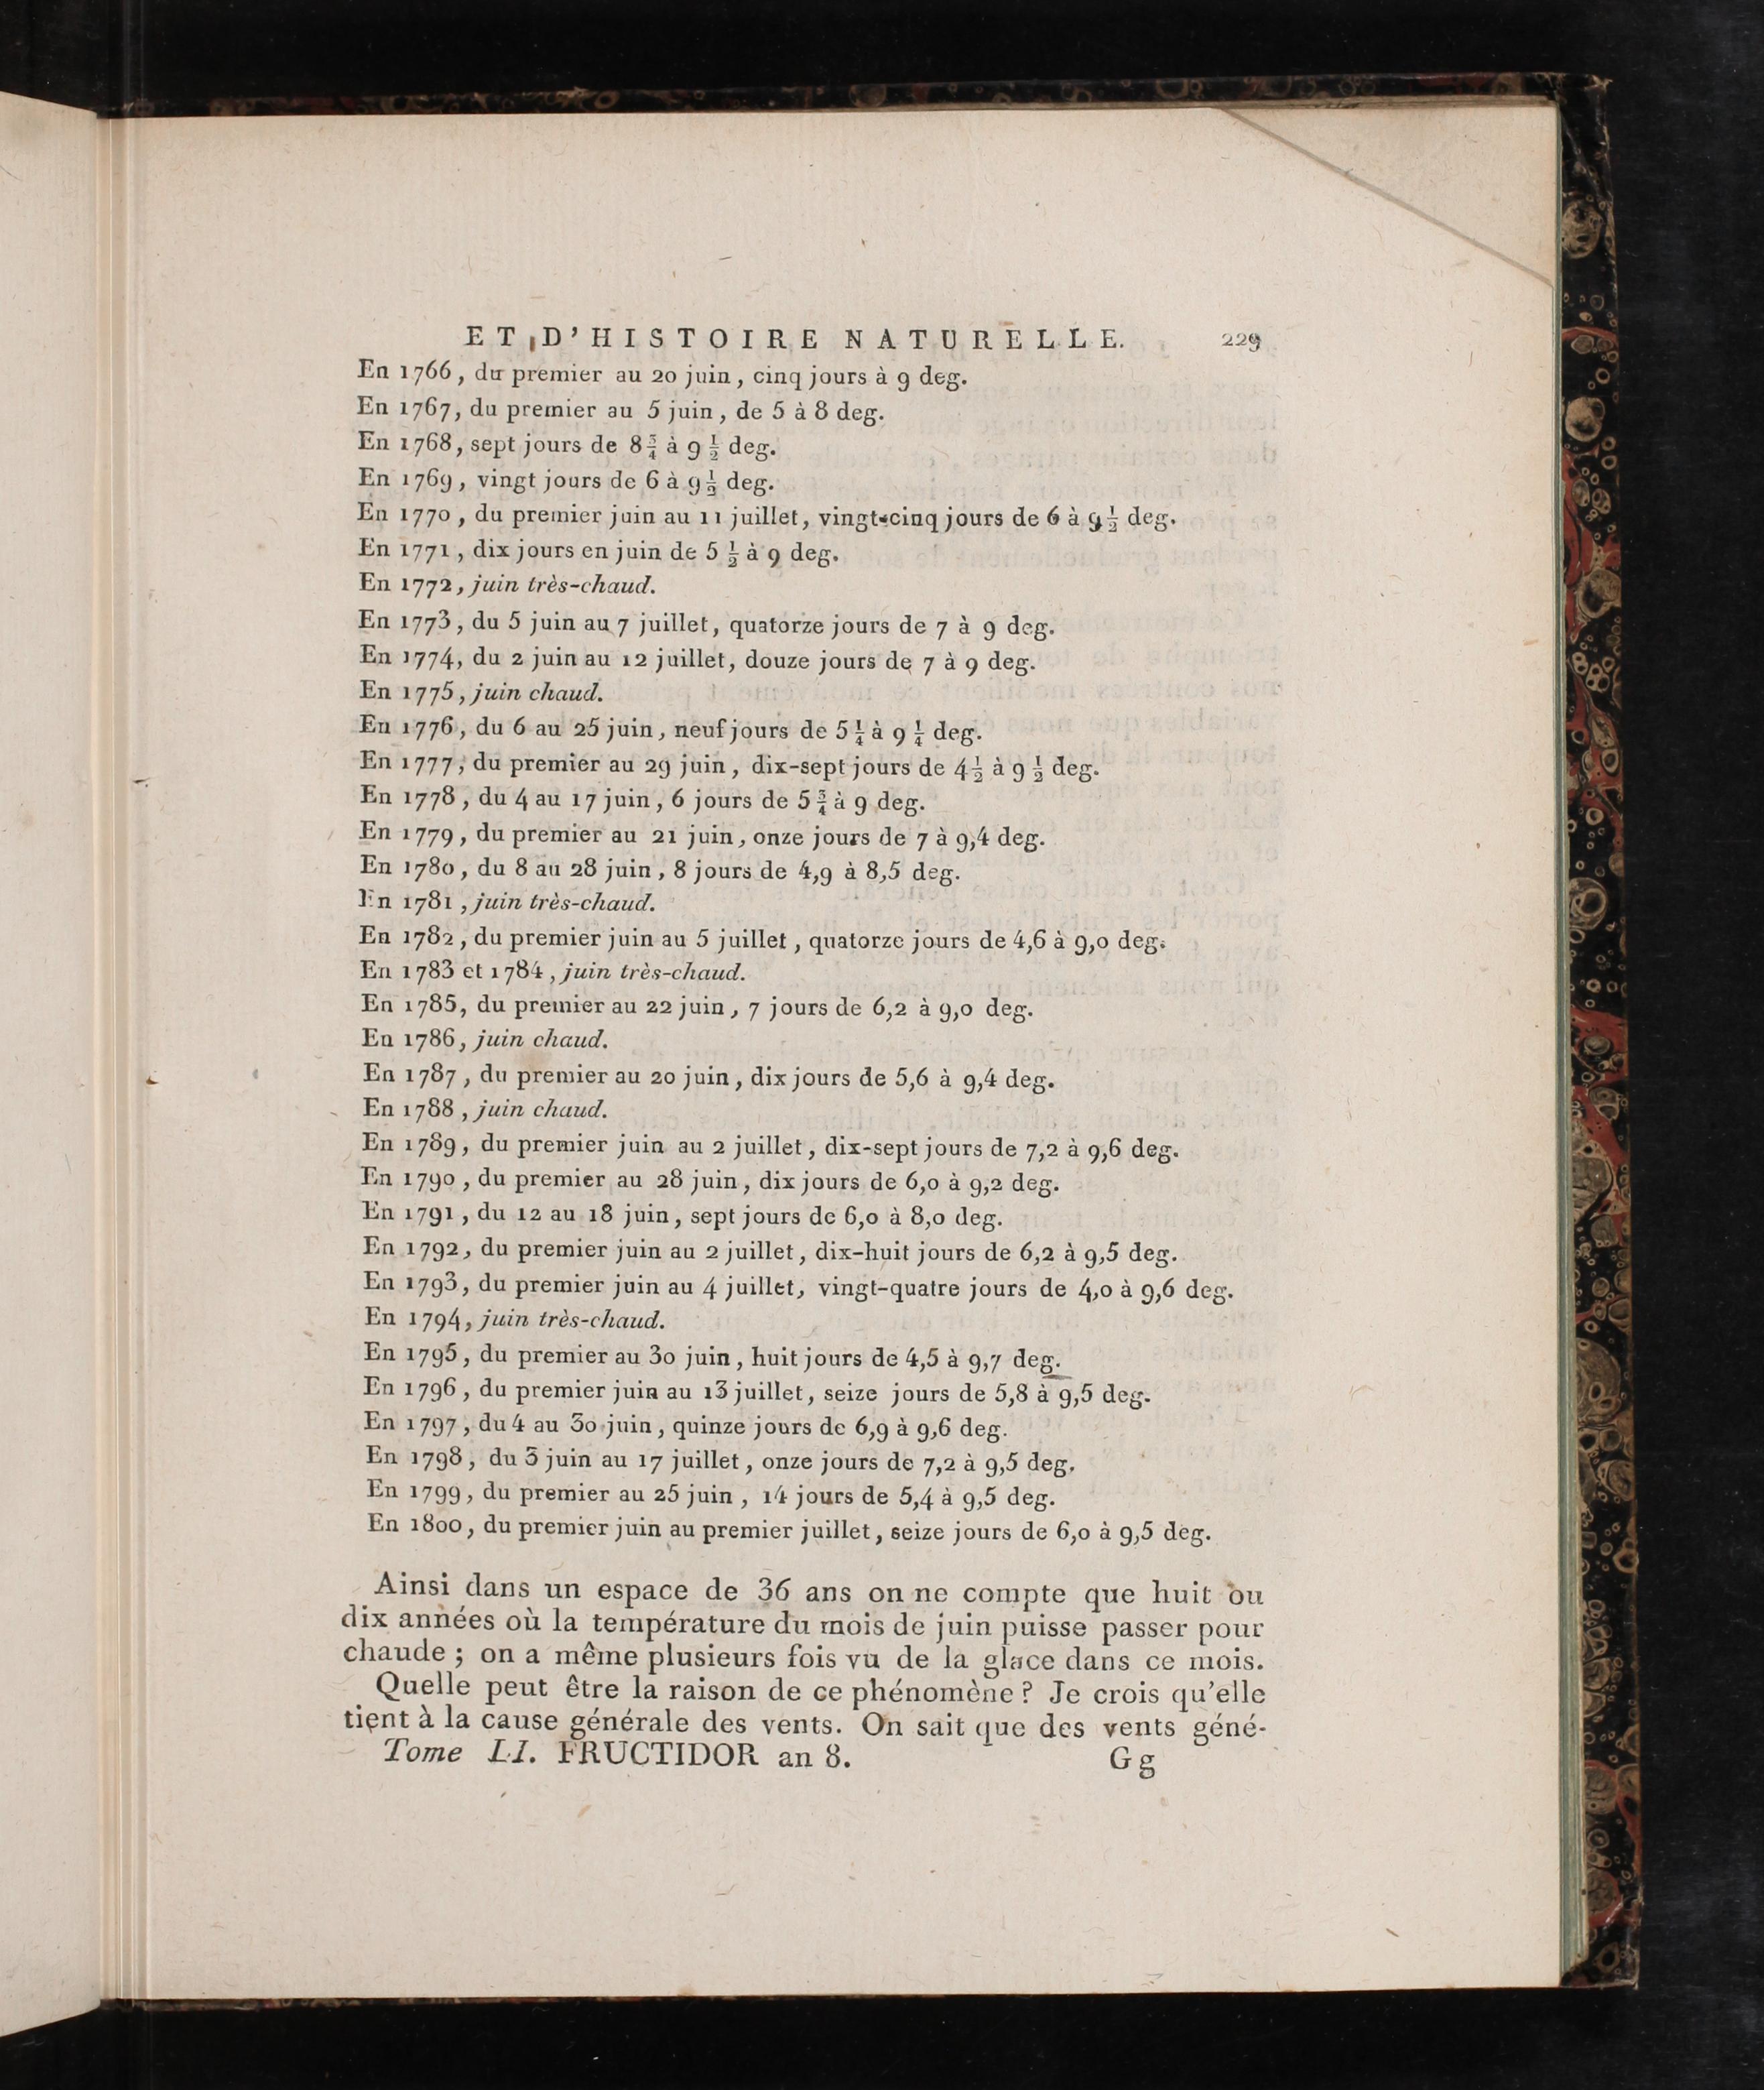 ET D'HISTOIRE NATURELLE. 229
En 1766, du premier au 20 juin, cinq jours à 9 deg.
En 1767, du premier au 5 juin, de 5 à 8 deg.
En 1768, sept jours de 8 3/4 à 9 1/2 deg.
En 1769, vingt jours de 6 à 9 1/2 deg.
En 1770, du premier juin au 11 juillet, vingt-cinq jours de 6 à 9 1/2 deg.
En 1771, dix jours en juin de 5 1/2 à 9 deg.
En 1772, juin très-chaud.
En 1773, du 5 juin au 7 juillet, quatorze jours de 7 à 9 deg.
En 1774, du 2 juin au 12 juillet, douze jours de 7 à 9 deg.
En 1775, juin chaud.
En 1776, du 6 au 25 juin, neuf jours de 5 1/4 à 9 1/4 deg.
En 1777, du premier au 29 juin, dix-sept jours de 4 1/2 à 9 1/2 deg.
En 1778, du 4 au 17 juin, 6 jours de 5 3/4 à 9 deg.
En 1779, du premier au 21 juin, onze jours de 7 à 9,4 deg.
En 1780, du 8 au 28 juin, 8 jours de 4,9 à 8,5 deg.
En 1781, juin très-chaud.
En 1782, du premier juin au 5 juillet, quatorze jours de 4,6 à 9,0 deg.
En 1783 et 1784, juin très-chaud.
En 1785, du premier au 22 juin, 7 jours de 6,2 à 9,0 deg.
En 1786, juin chaud.
En 1787, du premier au 20 juin, dix jours de 5,6 à 9,4 deg.
En 1788, juin chaud.
En 1789, du premier juin au 2 juillet, dix-sept jours de 7,2 à 9,6 deg.
En 1790, du premier au 28 juin, dix jours de 6,0 à 9,2 deg.
En 1791, du 12 au 18 juin, sept jours de 6,0 à 8,0 deg.
En 1792, du premier juin au 2 juillet, dix-huit jours de 6,2 à 9,5 deg.
En 1793, du premier juin au 4 juillet, vingt-quatre jours de 4,0 à 9,6 deg.
En 1794, juin très-chaud.
En 1795, du premier au 30 juin, huit jours de 4,5 à 9,7 deg.
En 1796, du premier juin au 13 juillet, seize jours de 5,8 à 9,5 deg.
En 1797, du 4 au 30 juin, quinze jours de 6,9 à 9,6 deg.
En 1798, du 3 juin au 17 juillet, onze jours de 7,2 à 9,5 deg.
En 1799, du premier au 25 juin, 14 jours de 5,4 à 9,5 deg.
En 1800, du premier juin au premier juillet, seize jours de 6,0 à 9,5 deg.
Ainsi dans un espace de 36 ans on ne compte que huit ou
dix années où la température du mois de juin puisse passer pour
chaude ; on a même plusieurs fois vu de la glace dans ce mois.
Quelle peut être la raison de ce phénomène ? Je crois qu'elle
tient à la cause générale des vents. On sait que des vents géné-
Tome LI. FRUCTIDOR an 8. Gg